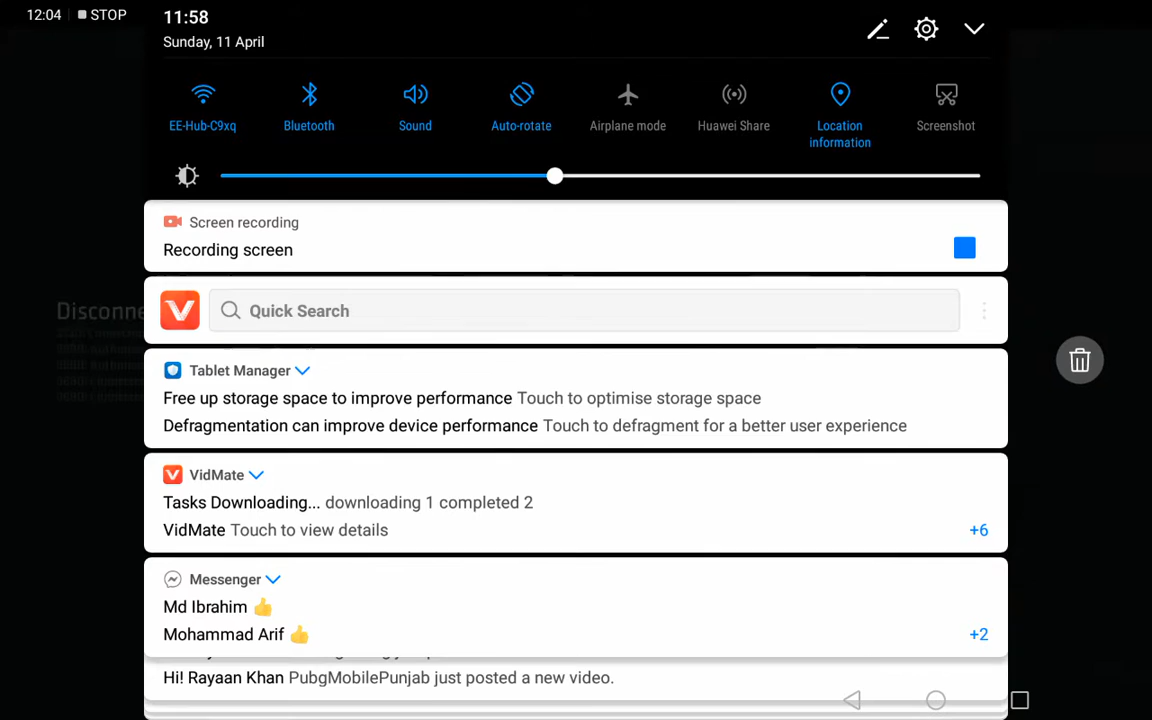 12:04 STOP
11:58
Sunday, 11 April
EE-Hub-C9xq
Bluetooth
Sound
Auto-rotate
Airplane mode
Huawei Share
Location
information
Screenshot
Screen recording
Recording screen
Quick Search
Disconne
Tablet Manager
Free up storage space to improve performance Touch to optimise storage space
Defragmentation can improve device performance Touch to defragment for a better user experience
VidMate
Tasks Downloading... downloading 1 completed 2
VidMate Touch to view details +6
Messenger
Md Ibrahim 👍
Mohammad Arif 👍 +2
Hi! Rayaan Khan PubgMobilePunjab just posted a new video.